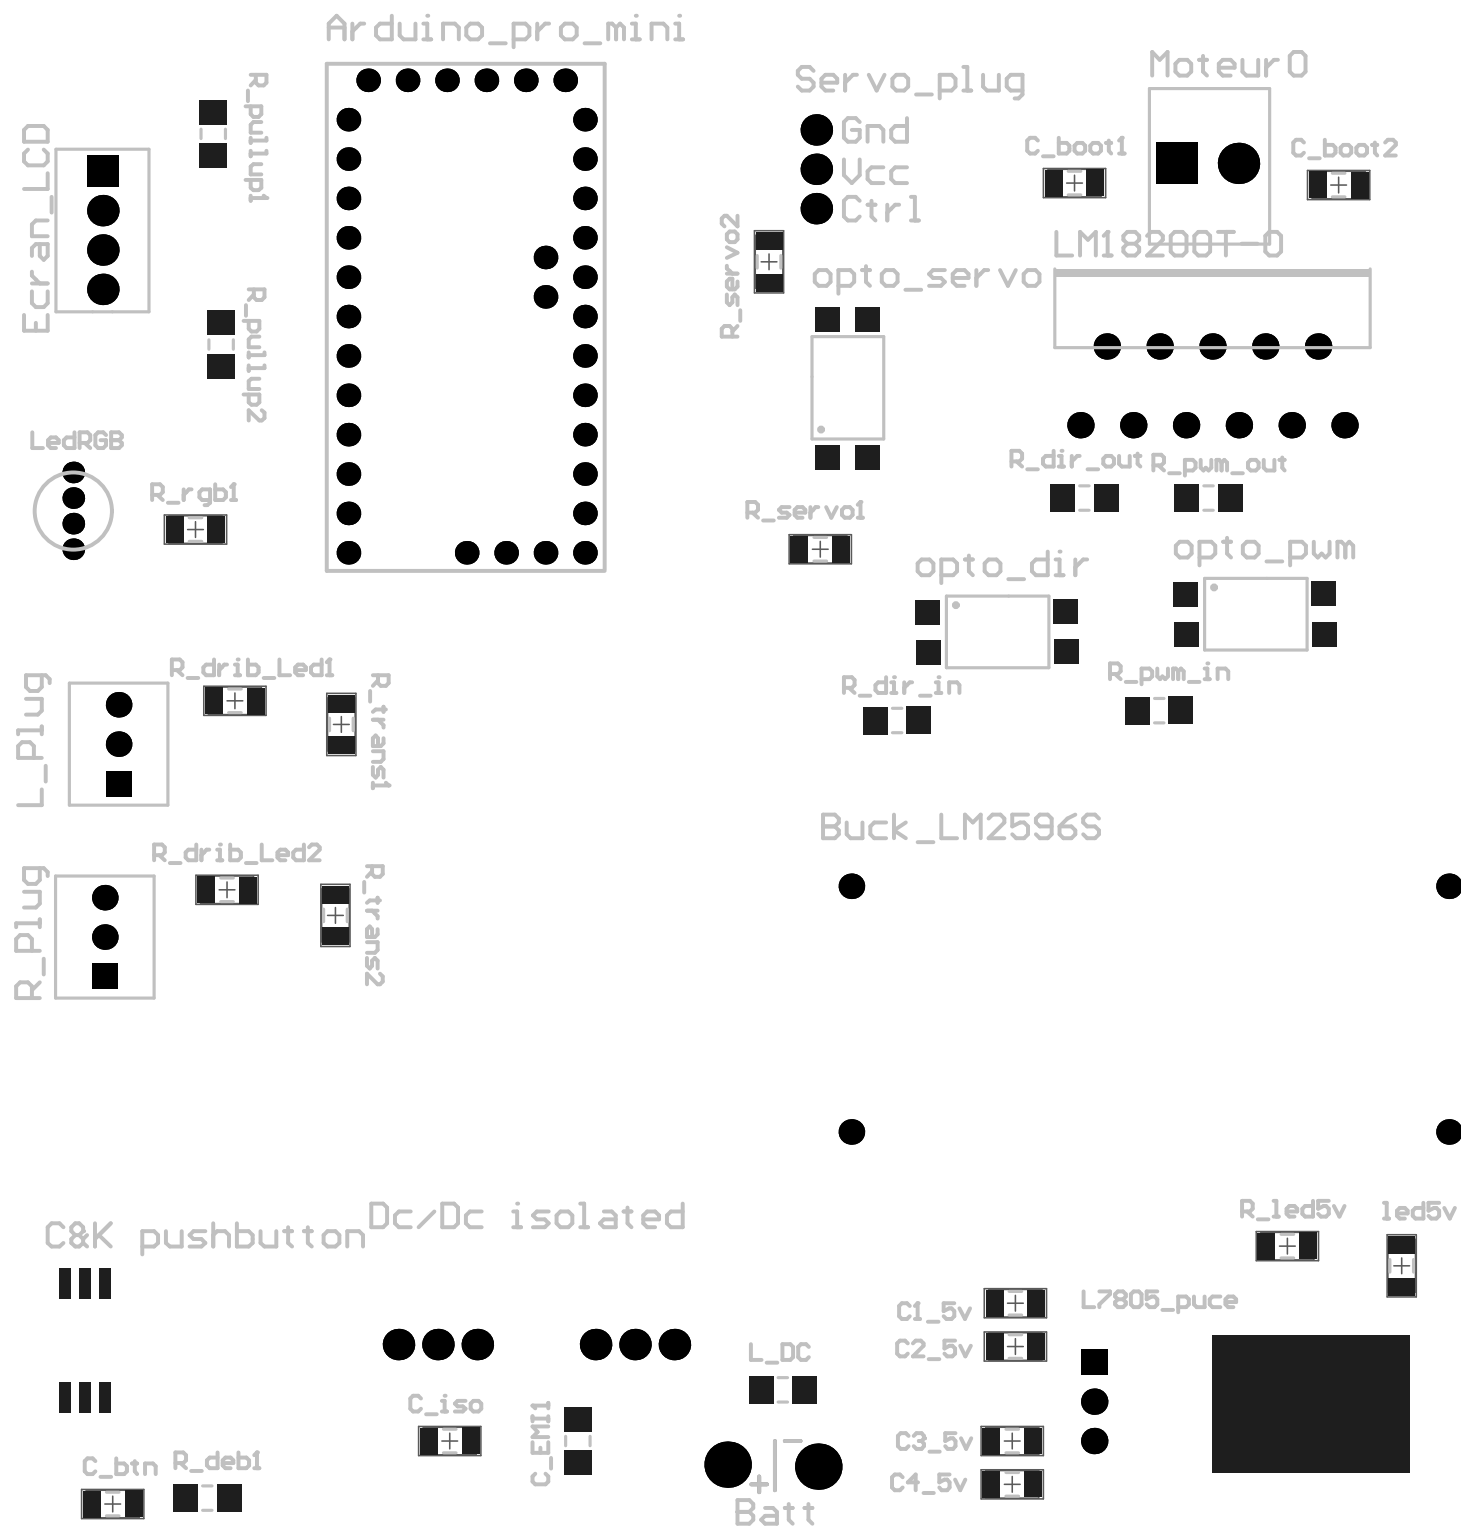 Arduino_pro_mini
Servo_plug
Moteur0
R_pullup1
Ecran_LCD
Gnd
Vcc
Ctrl
C_boot1
C_boot2
R_servo2
LM18200T-0
opto_servo
R_pullup2
LedRGB
R_rgb1
R_dir_out
R_pwm_out
R_servo1
opto_dir
opto_pwm
R_drib_Led1
L_Plug
R_trans1
R_dir_in
R_pwm_in
Buck_LM2596S
R_drib_Led2
R_Plug
R_trans2
Dc/Dc isolated
C&K pushbutton
R_led5v
led5v
C1_5v
L7805_puce
C2_5v
L_DC
C_iso
C_EMI1
C3_5v
C_btn
R_deb1
C4_5v
+
Batt